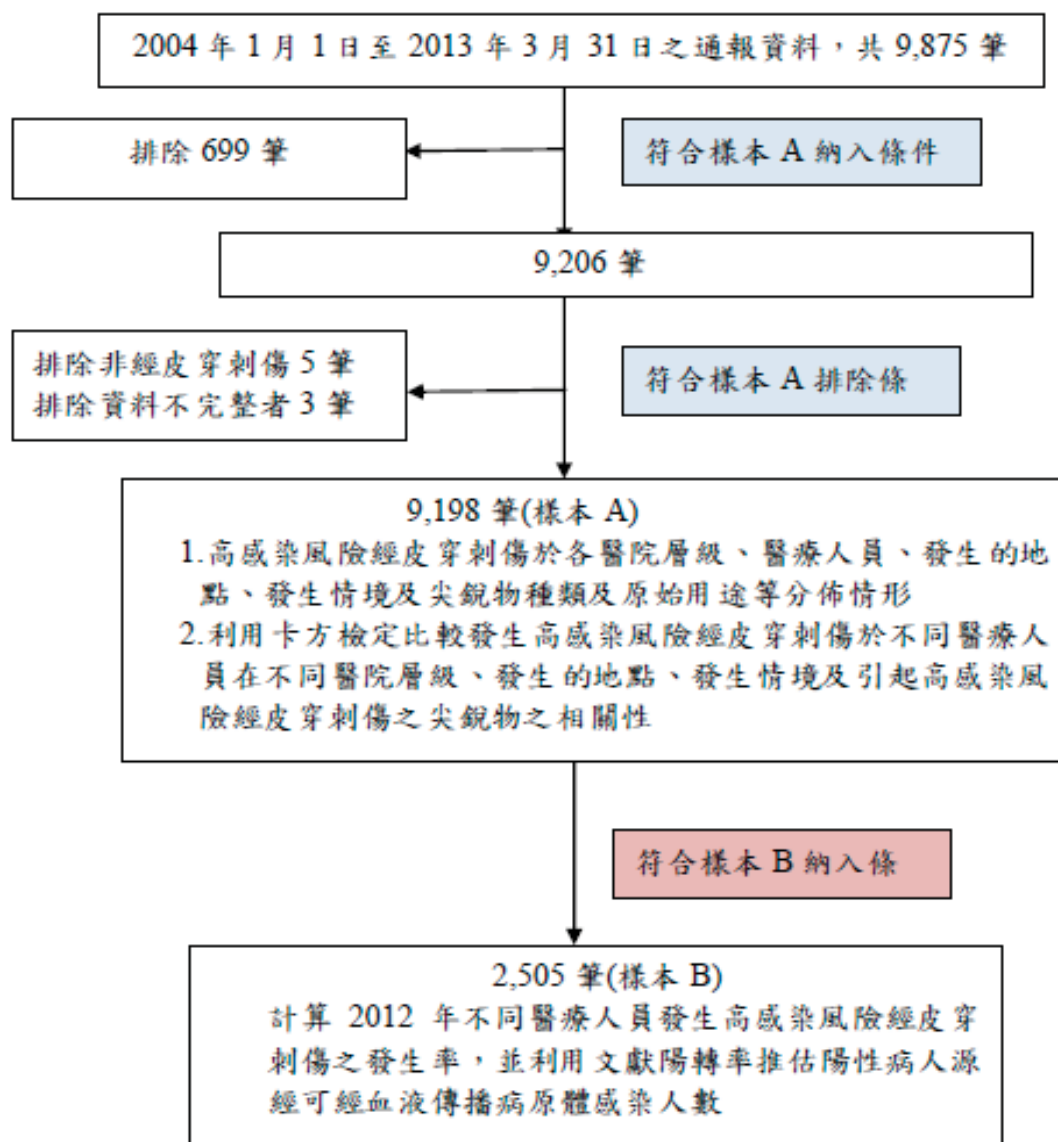 2004 年 1 月 1 日至 2013 年 3 月 31 日之通報資料，共 9,875 筆
排除 699 筆
符合樣本 A 納入條件
9,206 筆
排除非經皮穿刺傷 5 筆
排除資料不完整者 3 筆
符合樣本 A 排除條
9,198 筆(樣本 A)
1.高感染風險經皮穿刺傷於各醫院層級、醫療人員、發生的地
點、發生情境及尖銳物種類及原始用途等分佈情形
2.利用卡方檢定比較發生高感染風險經皮穿刺傷於不同醫療人
員在不同醫院層級、發生的地點、發生情境及引起高感染風
險經皮穿刺傷之尖銳物之相關性
符合樣本 B 納入條
2,505 筆(樣本 B)
計算 2012 年不同醫療人員發生高感染風險經皮穿
刺傷之發生率，並利用文獻陽轉率推估陽性病人源
經可經血液傳播病原體感染人數